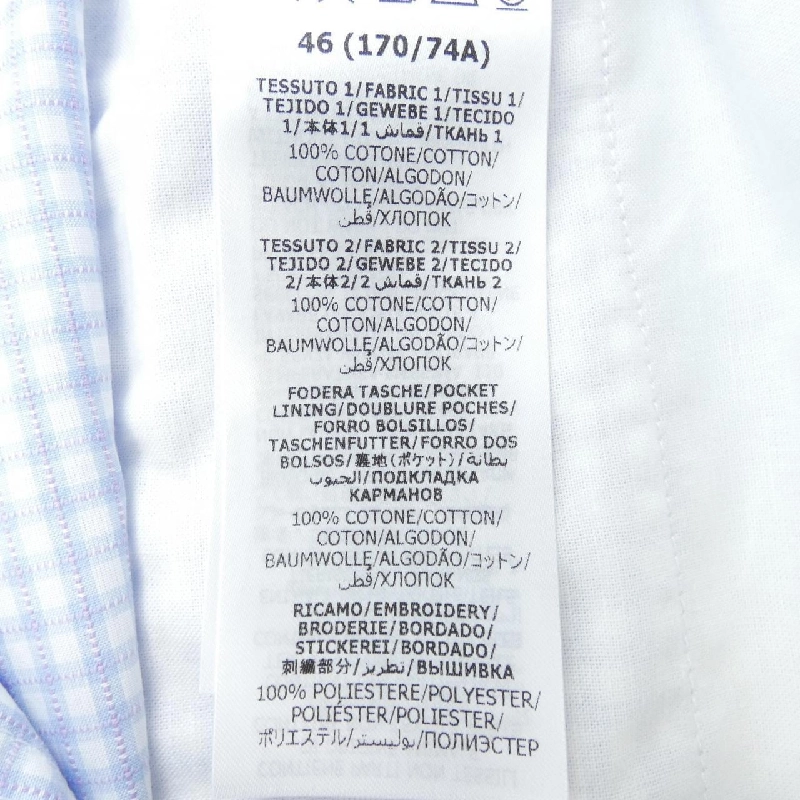 46 (170/74A)
TESSUTO 1/FABRIC 1/TISSU 1/
TEJIDO 1/GEWEBE 1/TECIDO
1/本体1/1 قماش/ТКАНЬ 1
100% COTONE/COTTON/
COTON/ALGODON/
BAUMWOLLE/ALGODÃO/コットン/
قطن/ХЛОПОК
TESSUTO 2/FABRIC 2/TISSU 2/
TEJIDO 2/GEWEBE 2/TECIDO
2/本体2/2 قماش/ТКАНЬ 2
100% COTONE/COTTON/
COTON/ALGODON/
BAUMWOLLE/ALGODÃO/コットン/
قطن/ХЛОПОК
FODERA TASCHE/POCKET
LINING/DOUBLURE POCHES/
FORRO BOLSILLOS/
TASCHENFUTTER/FORRO DOS
BOLSOS/裏地(ポケット)/بطانة
الجيوب/ПОДКЛАДКА
КАРМАНОВ
100% COTONE/COTTON/
COTON/ALGODON/
BAUMWOLLE/ALGODÃO/コットン/
قطن/ХЛОПОК
RICAMO/EMBROIDERY/
BRODERIE/BORDADO/
STICKEREI/BORDADO/
刺繍部分/تطريز/ВЫШИВКА
100% POLIESTERE/POLYESTER/
POLIÉSTER/POLIESTER/
ポリエステル/بوليستر/ПОЛИЭСТЕР